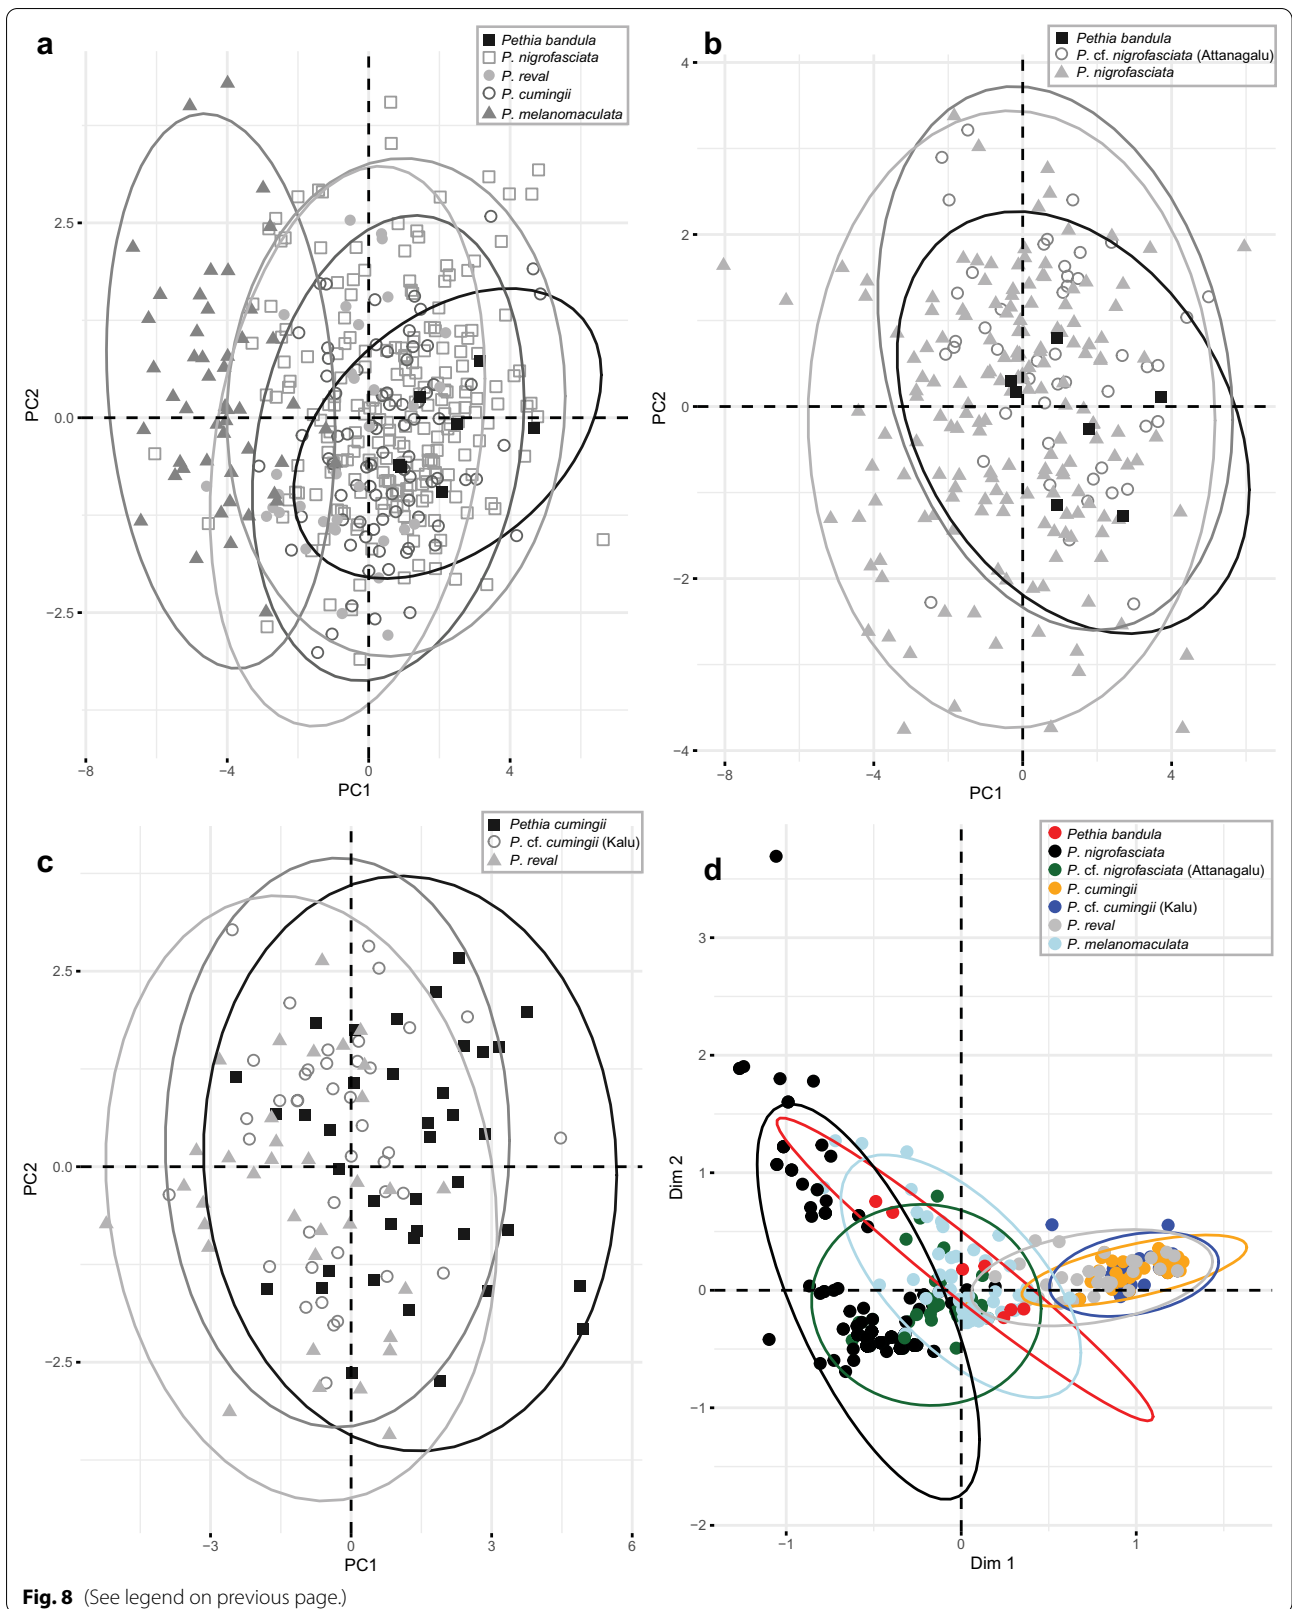 a
Pethia bandula
P. nigrofasciata
P. reval
P. cumingii
P. melanomaculata
2.5
0.0
−2.5
PC2
−8
−4
0
4
PC1
b
Pethia bandula
P. cf. nigrofasciata (Attanagalu)
P. nigrofasciata
4
2
0
−2
−4
PC2
−8
−4
0
4
PC1
c
Pethia cumingii
P. cf. cumingii (Kalu)
P. reval
2.5
0.0
−2.5
PC2
−3
0
3
6
PC1
d
Pethia bandula
P. nigrofasciata
P. cf. nigrofasciata (Attanagalu)
P. cumingii
P. cf. cumingii (Kalu)
P. reval
P. melanomaculata
3
2
1
0
−1
−2
Dim 2
−1
0
1
Dim 1
Fig. 8 (See legend on previous page.)